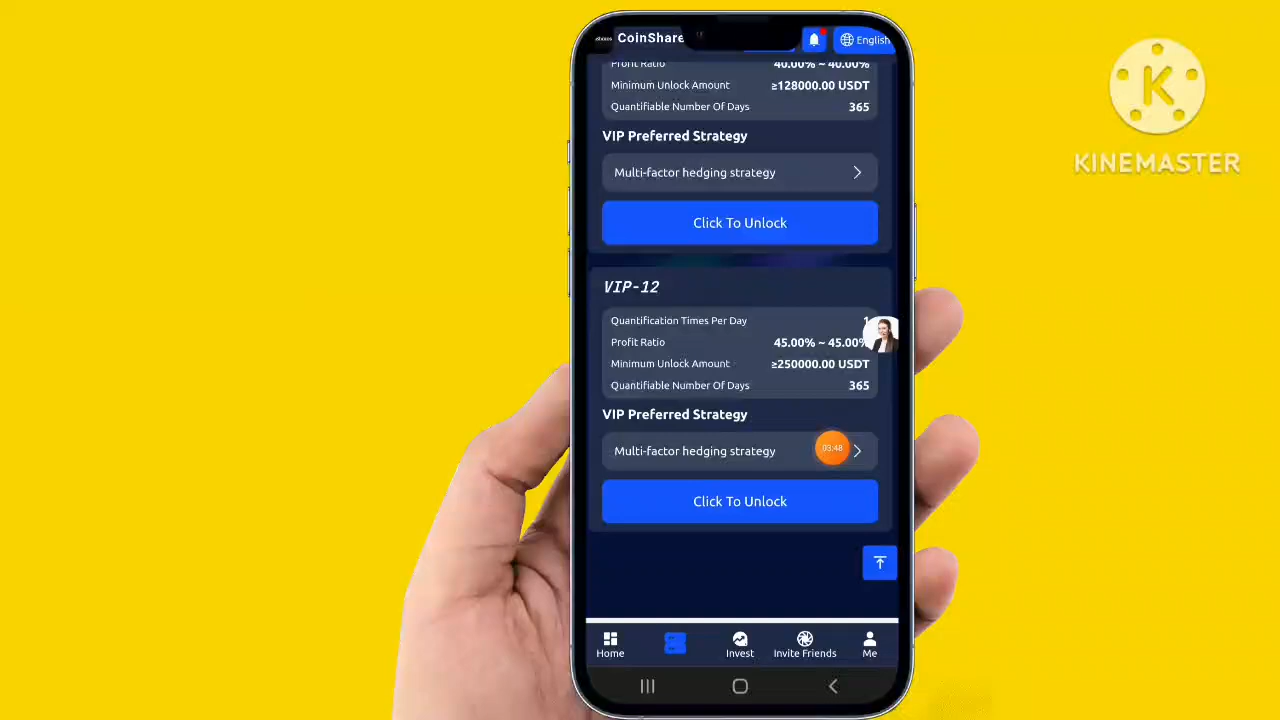 CoinShare
English
Profit Ratio 40.00% ~ 40.00%
Minimum Unlock Amount ≥128000.00 USDT
Quantifiable Number Of Days 365
VIP Preferred Strategy
Multi-factor hedging strategy
Click To Unlock
VIP-12
Quantification Times Per Day
Profit Ratio 45.00% ~ 45.00%
Minimum Unlock Amount ≥250000.00 USDT
Quantifiable Number Of Days 365
VIP Preferred Strategy
Multi-factor hedging strategy
03:48
Click To Unlock
Home
Invest
Invite Friends
Me
K
KINEMASTER